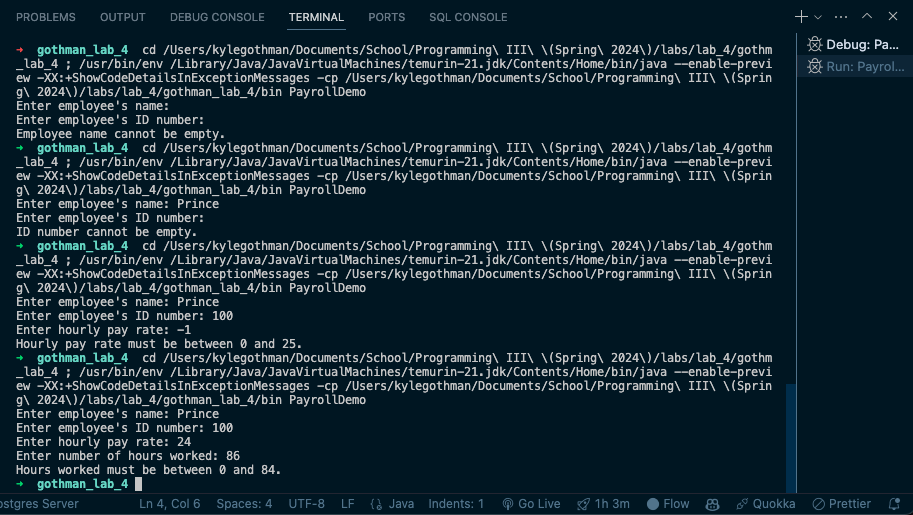 PROBLEMS OUTPUT DEBUG CONSOLE TERMINAL PORTS SQL CONSOLE
➜ gothman_lab_4 cd /Users/kylegothman/Documents/School/Programming\ III\ \(Spring\ 2024\)/labs/lab_4/gothm
_lab_4 ; /usr/bin/env /Library/Java/JavaVirtualMachines/temurin-21.jdk/Contents/Home/bin/java --enable-previ
ew -XX:+ShowCodeDetailsInExceptionMessages -cp /Users/kylegothman/Documents/School/Programming\ III\ \(Sprin
g\ 2024\)/labs/lab_4/gothman_lab_4/bin PayrollDemo
Enter employee's name:
Enter employee's ID number:
Employee name cannot be empty.
➜ gothman_lab_4 cd /Users/kylegothman/Documents/School/Programming\ III\ \(Spring\ 2024\)/labs/lab_4/gothm
_lab_4 ; /usr/bin/env /Library/Java/JavaVirtualMachines/temurin-21.jdk/Contents/Home/bin/java --enable-previ
ew -XX:+ShowCodeDetailsInExceptionMessages -cp /Users/kylegothman/Documents/School/Programming\ III\ \(Sprin
g\ 2024\)/labs/lab_4/gothman_lab_4/bin PayrollDemo
Enter employee's name: Prince
Enter employee's ID number:
ID number cannot be empty.
➜ gothman_lab_4 cd /Users/kylegothman/Documents/School/Programming\ III\ \(Spring\ 2024\)/labs/lab_4/gothm
_lab_4 ; /usr/bin/env /Library/Java/JavaVirtualMachines/temurin-21.jdk/Contents/Home/bin/java --enable-previ
ew -XX:+ShowCodeDetailsInExceptionMessages -cp /Users/kylegothman/Documents/School/Programming\ III\ \(Sprin
g\ 2024\)/labs/lab_4/gothman_lab_4/bin PayrollDemo
Enter employee's name: Prince
Enter employee's ID number: 100
Enter hourly pay rate: -1
Hourly pay rate must be between 0 and 25.
➜ gothman_lab_4 cd /Users/kylegothman/Documents/School/Programming\ III\ \(Spring\ 2024\)/labs/lab_4/gothm
_lab_4 ; /usr/bin/env /Library/Java/JavaVirtualMachines/temurin-21.jdk/Contents/Home/bin/java --enable-previ
ew -XX:+ShowCodeDetailsInExceptionMessages -cp /Users/kylegothman/Documents/School/Programming\ III\ \(Sprin
g\ 2024\)/labs/lab_4/gothman_lab_4/bin PayrollDemo
Enter employee's name: Prince
Enter employee's ID number: 100
Enter hourly pay rate: 24
Enter number of hours worked: 86
Hours worked must be between 0 and 84.
➜ gothman_lab_4
Debug: Pa...
Run: Payrol...
ostgres Server Ln 4, Col 6 Spaces: 4 UTF-8 LF {} Java Indents: 1 Go Live 1h 3m Flow Quokka Prettier